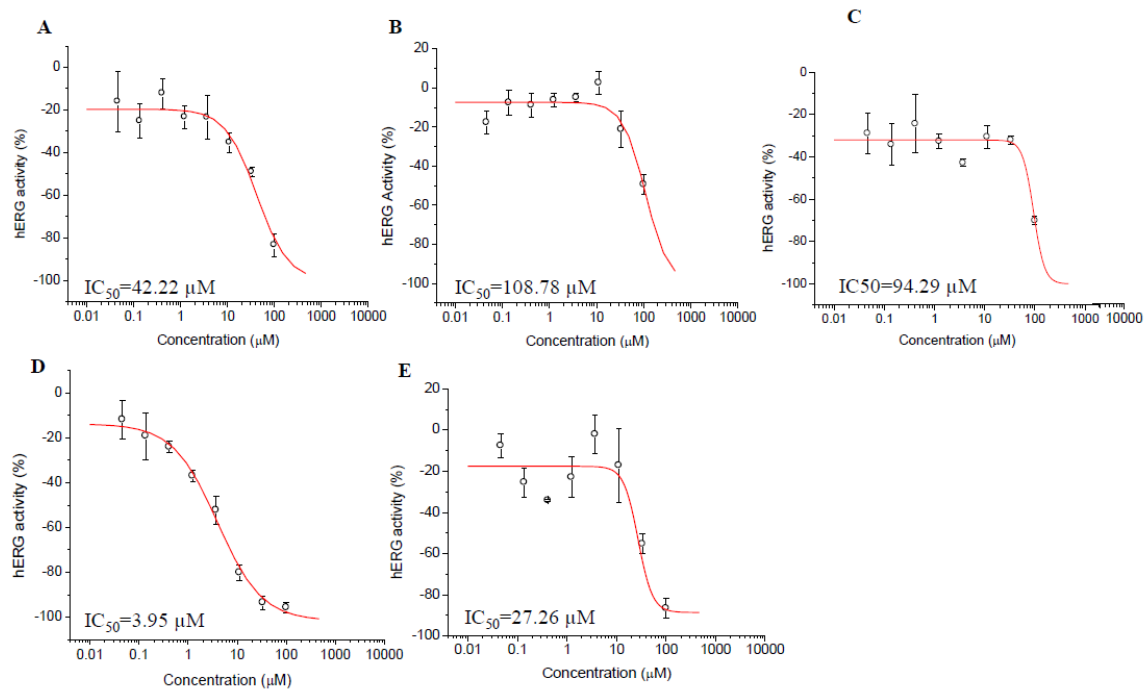 A
0
-20
-40
-60
-80
-100
hERG activity (%)
IC50=42.22 µM
0.01 0.1 1 10 100 1000 10000
Concentration (µM)
B
20
0
-20
-40
-60
-80
-100
hERG Activity (%)
IC50=108.78 µM
0.01 0.1 1 10 100 1000 10000
Concentration (µM)
C
0
-20
-40
-60
-80
-100
hERG activity (%)
IC50=94.29 µM
0.01 0.1 1 10 100 1000 10000
Concentration (µM)
D
0
-20
-40
-60
-80
-100
hERG activity (%)
IC50=3.95 µM
0.01 0.1 1 10 100 1000 10000
Concentration (µM)
E
20
0
-20
-40
-60
-80
-100
hERG activity (%)
IC50=27.26 µM
0.01 0.1 1 10 100 1000 10000
Concentration (µM)